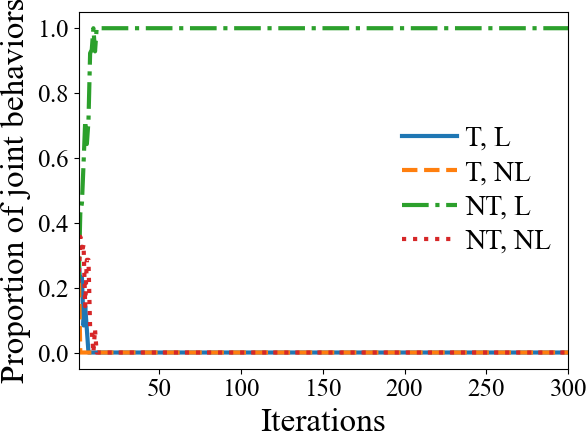 Proportion of joint behaviors
1.0
0.8
0.6
0.4
0.2
0.0
T, L
T, NL
NT, L
NT, NL
50 100 150 200 250 300
Iterations